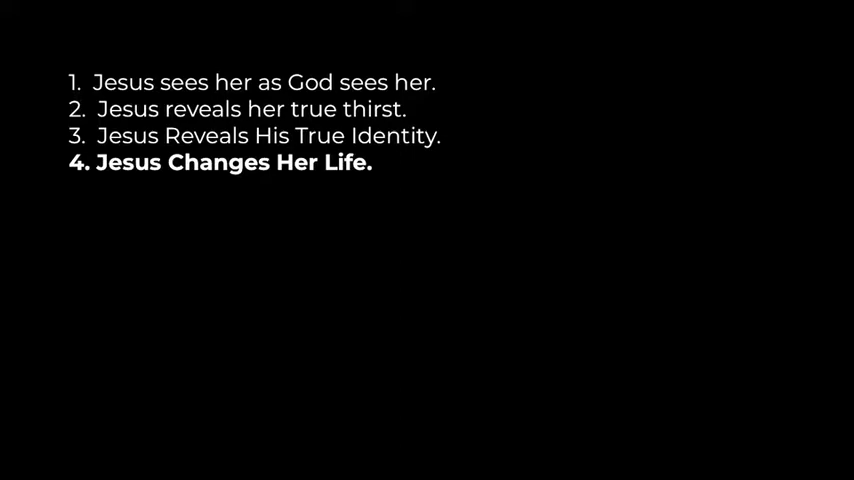 1. Jesus sees her as God sees her.
2. Jesus reveals her true thirst.
3. Jesus Reveals His True Identity.
4. Jesus Changes Her Life.